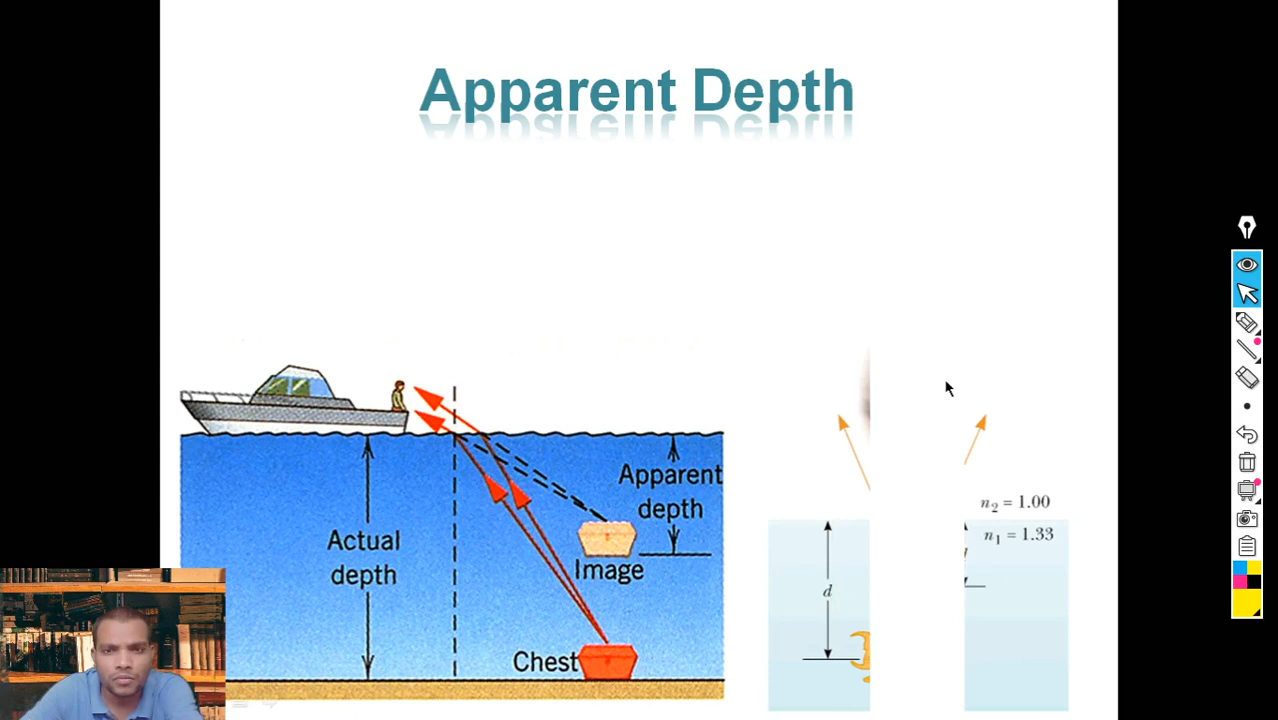 Apparent Depth
Apparent
depth
Actual
depth
Image
Chest
n2 = 1.00
n1 = 1.33
d